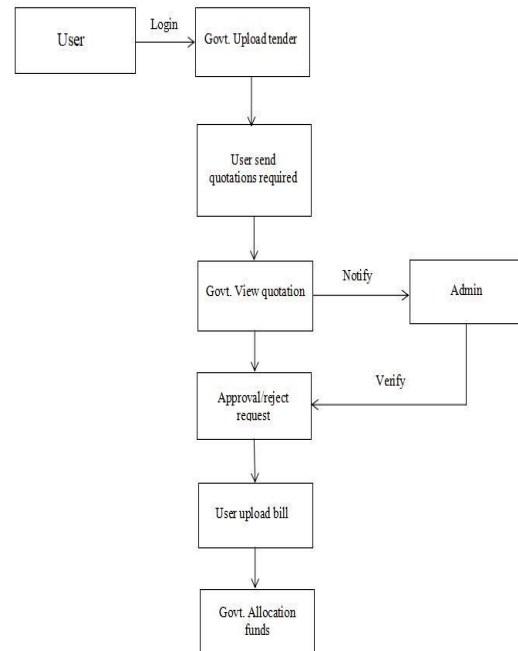 User
Login
Govt. Upload tender
User send
quotations required
Govt. View quotation
Notify
Admin
Verify
Approval/reject
request
User upload bill
Govt. Allocation
funds